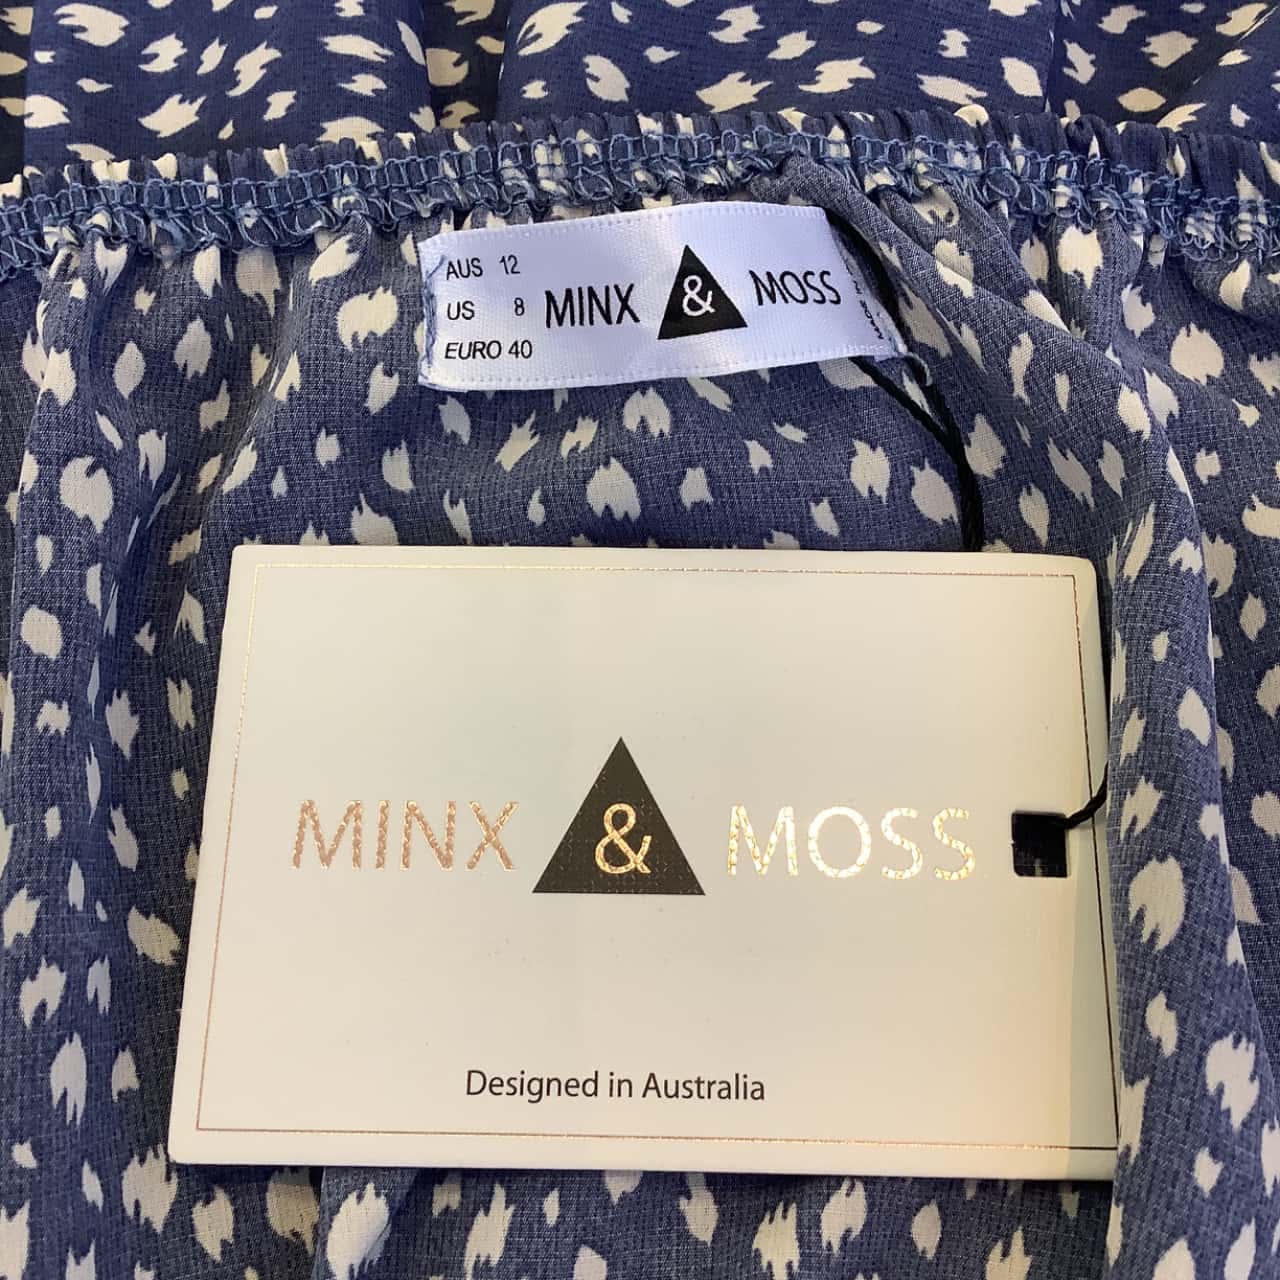 AUS 12
US 8
EURO 40
MINX & MOSS
MINX & MOSS
Designed in Australia